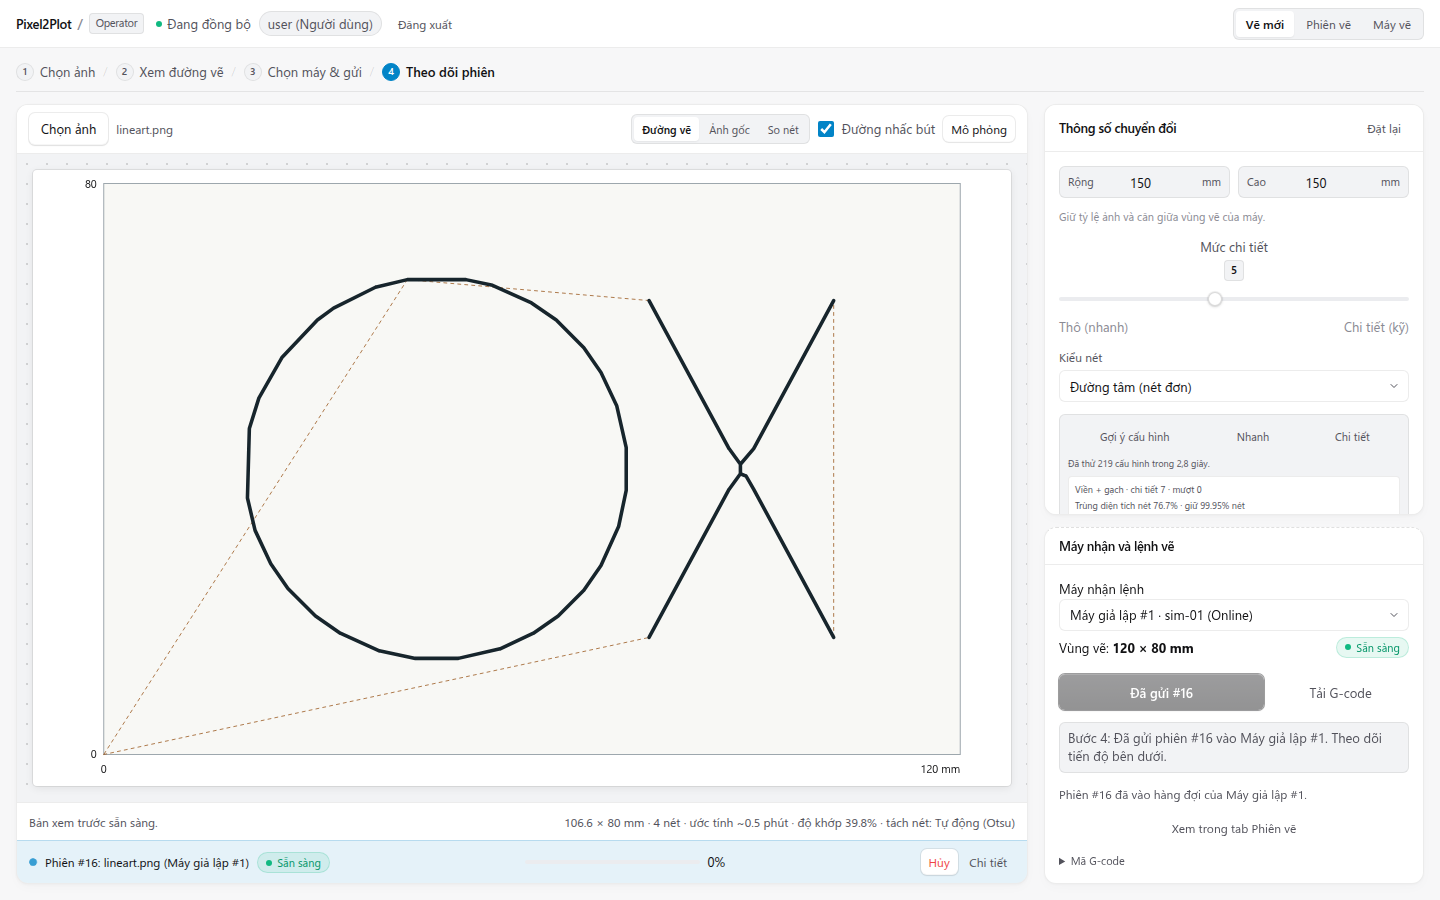 Pixel2Plot / Operator Đang đồng bộ user (Người dùng) Đăng xuất
Vẽ mới Phiên vẽ Máy vẽ
1 Chọn ảnh / 2 Xem đường vẽ / 3 Chọn máy & gửi / 4 Theo dõi phiên
Chọn ảnh lineart.png
Đường vẽ Ảnh gốc So nét Đường nhấc bút Mô phỏng
80
0
0
120 mm
Bản xem trước sẵn sàng.
106.6 × 80 mm · 4 nét · ước tính ~0.5 phút · độ khớp 39.8% · tách nét: Tự động (Otsu)
Phiên #16: lineart.png (Máy giả lập #1) Sẵn sàng 0% Hủy Chi tiết
Thông số chuyển đổi Đặt lại
Rộng 150 mm Cao 150 mm
Giữ tỷ lệ ảnh và căn giữa vùng vẽ của máy.
Mức chi tiết
5
Thô (nhanh) Chi tiết (kỹ)
Kiểu nét
Đường tâm (nét đơn)
Gợi ý cấu hình Nhanh Chi tiết
Đã thử 219 cấu hình trong 2,8 giây.
Viền + gạch · chi tiết 7 · mượt 0
Trùng diện tích nét 76.7% · giữ 99.95% nét
Máy nhận và lệnh vẽ
Máy nhận lệnh
Máy giả lập #1 · sim-01 (Online)
Vùng vẽ: 120 × 80 mm Sẵn sàng
Đã gửi #16 Tải G-code
Bước 4: Đã gửi phiên #16 vào Máy giả lập #1. Theo dõi
tiến độ bên dưới.
Phiên #16 đã vào hàng đợi của Máy giả lập #1.
Xem trong tab Phiên vẽ
Mã G-code